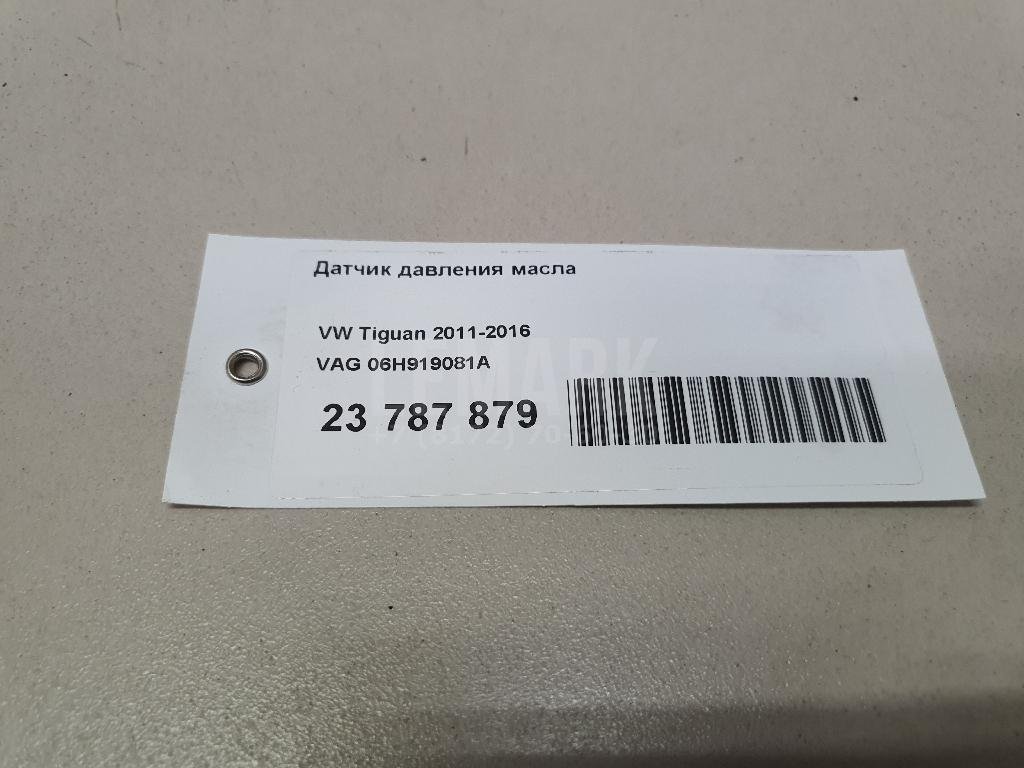 Датчик давления масла
VW Tiguan 2011-2016
VAG 06H919081A
23 787 879